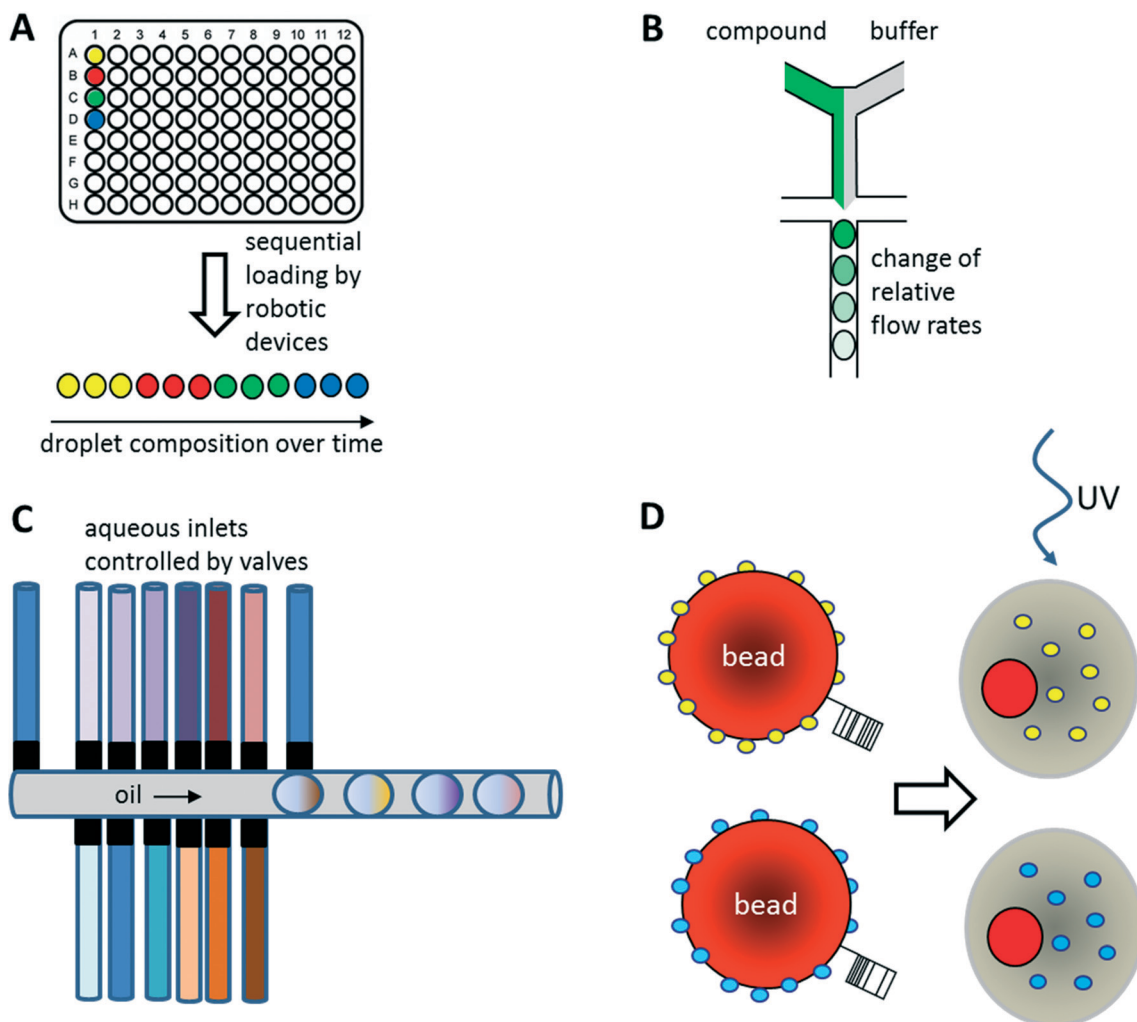 A
1 2 3 4 5 6 7 8 9 10 11 12
A
B
C
D
E
F
G
H
sequential
loading by
robotic
devices
droplet composition over time
B
compound buffer
change of
relative
flow rates
C
aqueous inlets
controlled by valves
oil
D
UV
bead
bead